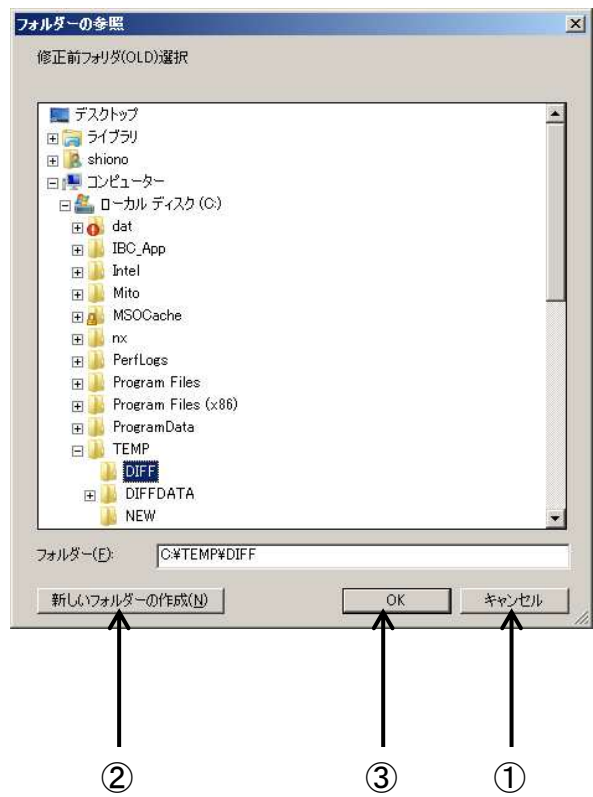 フォルダーの参照
修正前フォリダ(OLD)選択
デスクトップ
ライブラリ
shiono
コンピューター
ローカル ディスク (C:)
dat
IBC_App
Intel
Mito
MSOCache
nx
PerfLogs
Program Files
Program Files (x86)
ProgramData
TEMP
DIFF
DIFFDATA
NEW
フォルダー(F): C:¥TEMP¥DIFF
新しいフォルダーの作成(N) OK キャンセル
② ③ ①